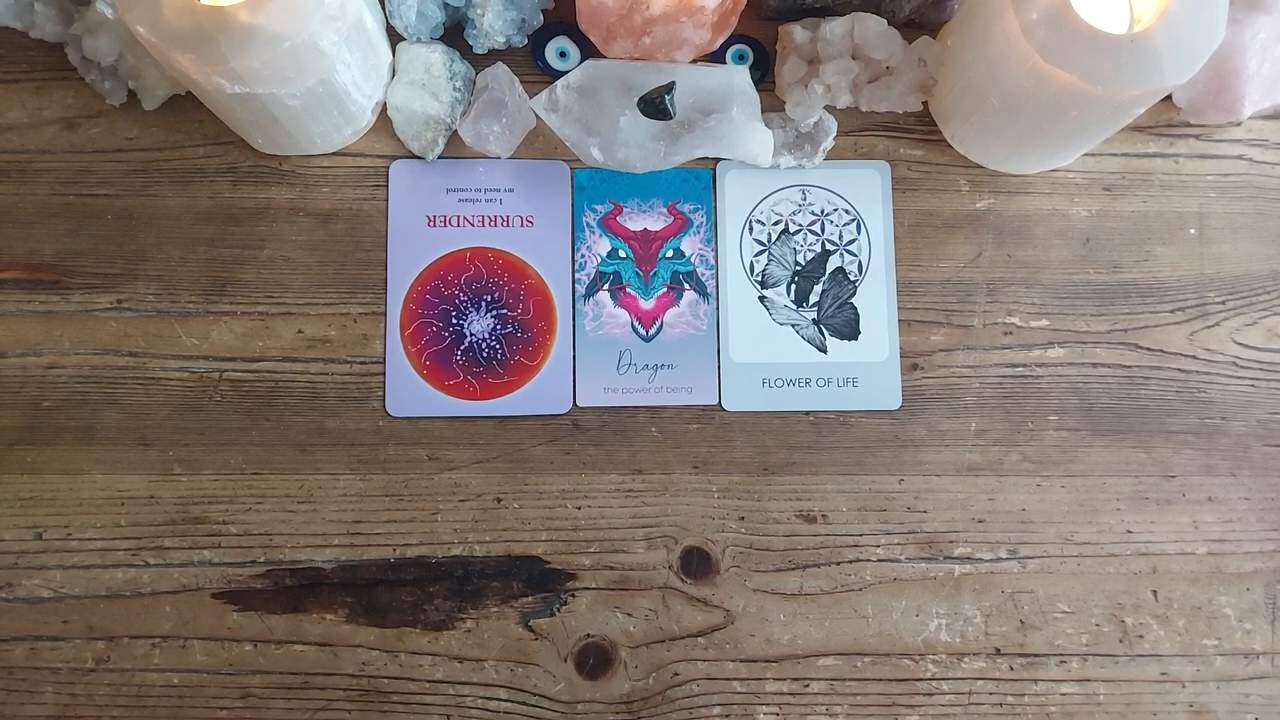 SURRENDER
I can release
my need to control
Dragon
the power of being
FLOWER OF LIFE